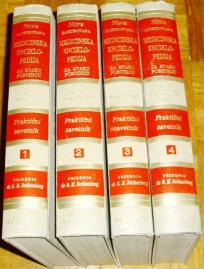 Nova
ILUSTROVANA
MEDICINSKA
ENCIKLO-
PEDIJA
ZA SVAKU
PORODICU
Praktični
savetnik
1
PRIREDIO
dr R. E. Rothenberg
Nova
ILUSTROVANA
MEDICINSKA
ENCIKLO-
PEDIJA
ZA SVAKU
PORODICU
Praktični
savetnik
2
PRIREDIO
dr R. E. Rothenberg
Nova
ILUSTROVANA
MEDICINSKA
ENCIKLO-
PEDIJA
ZA SVAKU
PORODICU
Praktični
savetnik
3
PRIREDIO
dr R. E. Rothenberg
Nova
ILUSTROVANA
MEDICINSKA
ENCIKLO-
PEDIJA
ZA SVAKU
PORODICU
Praktični
savetnik
4
PRIREDIO
dr R. E. Rothenberg